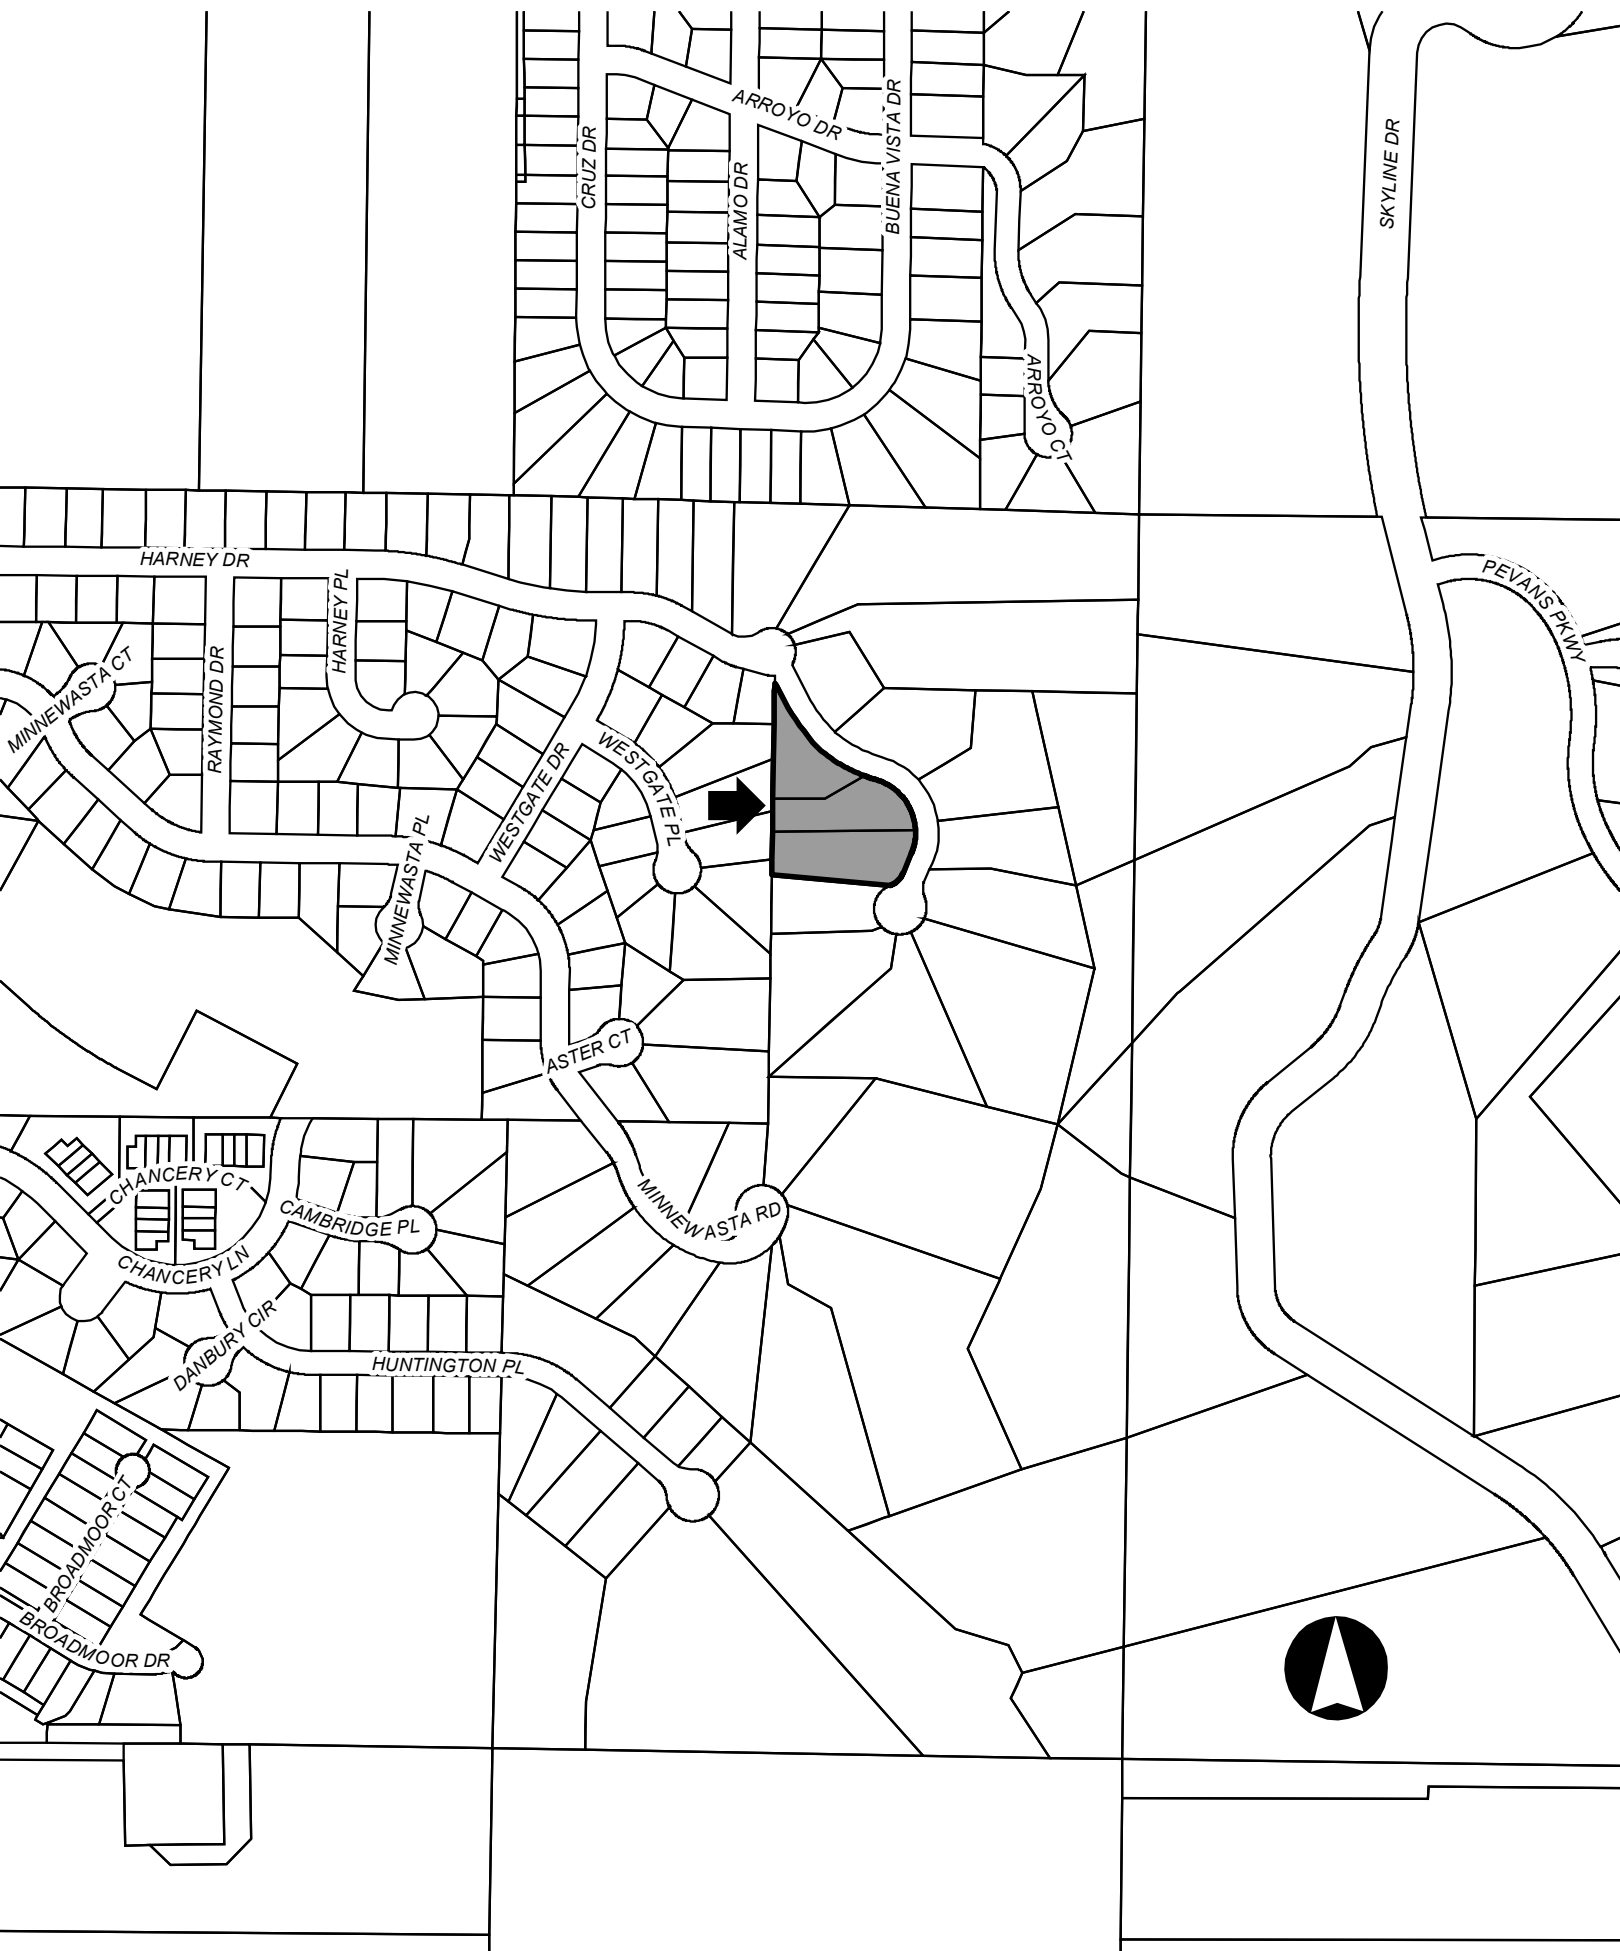 ARROYO DR
CRUZ DR
ALAMO DR
BUENA VISTA DR
SKYLINE DR
ARROYO CT
HARNEY DR
HARNEY PL
PEVANS PKWY
MINNEWASTA CT
RAYMOND DR
WESTGATE DR
WESTGATE PL
MINNEWASTA PL
ASTER CT
CHANCERY CT
CAMBRIDGE PL
MINNEWASTA RD
CHANCERY LN
DANBURY CIR
HUNTINGTON PL
BROADMOOR CT
BROADMOOR DR